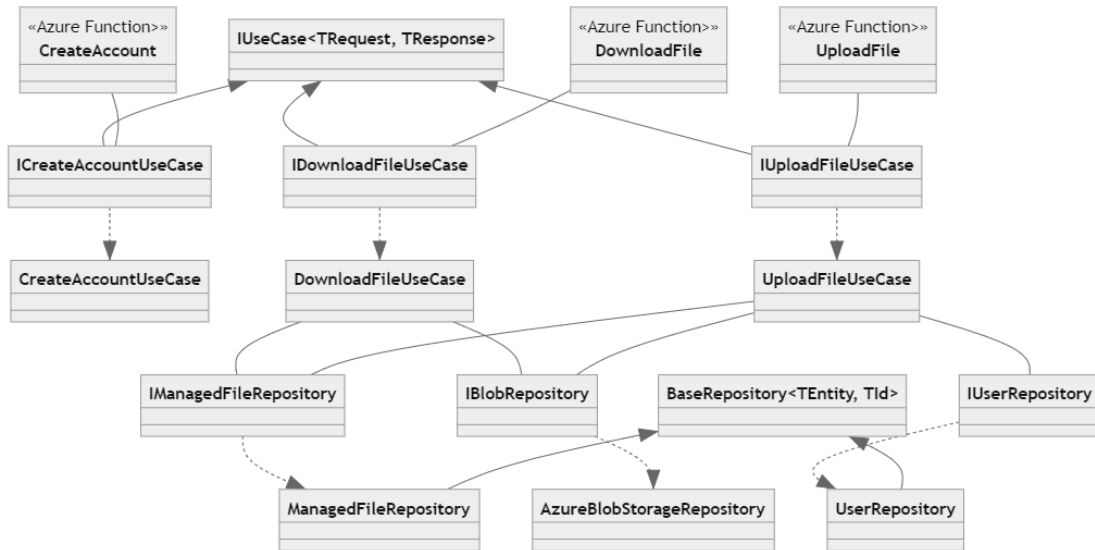 «Azure Function>»
CreateAccount
IUseCase<TRequest, TResponse>
«Azure Function>»
DownloadFile
«Azure Function>»
UploadFile
ICreateAccountUseCase
IDownloadFileUseCase
IUploadFileUseCase
CreateAccountUseCase
DownloadFileUseCase
UploadFileUseCase
IManagedFileRepository
IBlobRepository
BaseRepository<TEntity, TId>
IUserRepository
ManagedFileRepository
AzureBlobStorageRepository
UserRepository